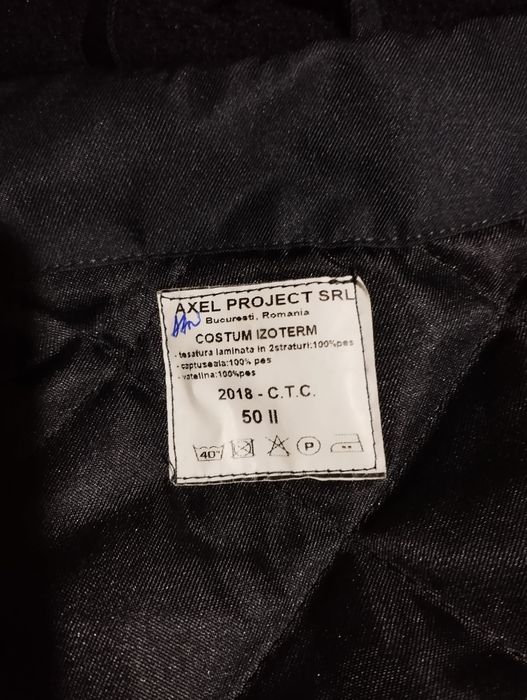 AXEL PROJECT SRL
Bucuresti, Romania
COSTUM IZOTERM
- tesatura laminata in 2straturi:100%pes
- captuseala:100% pes
- vatelina:100%pes
2018 - C.T.C.
50 II
40° P